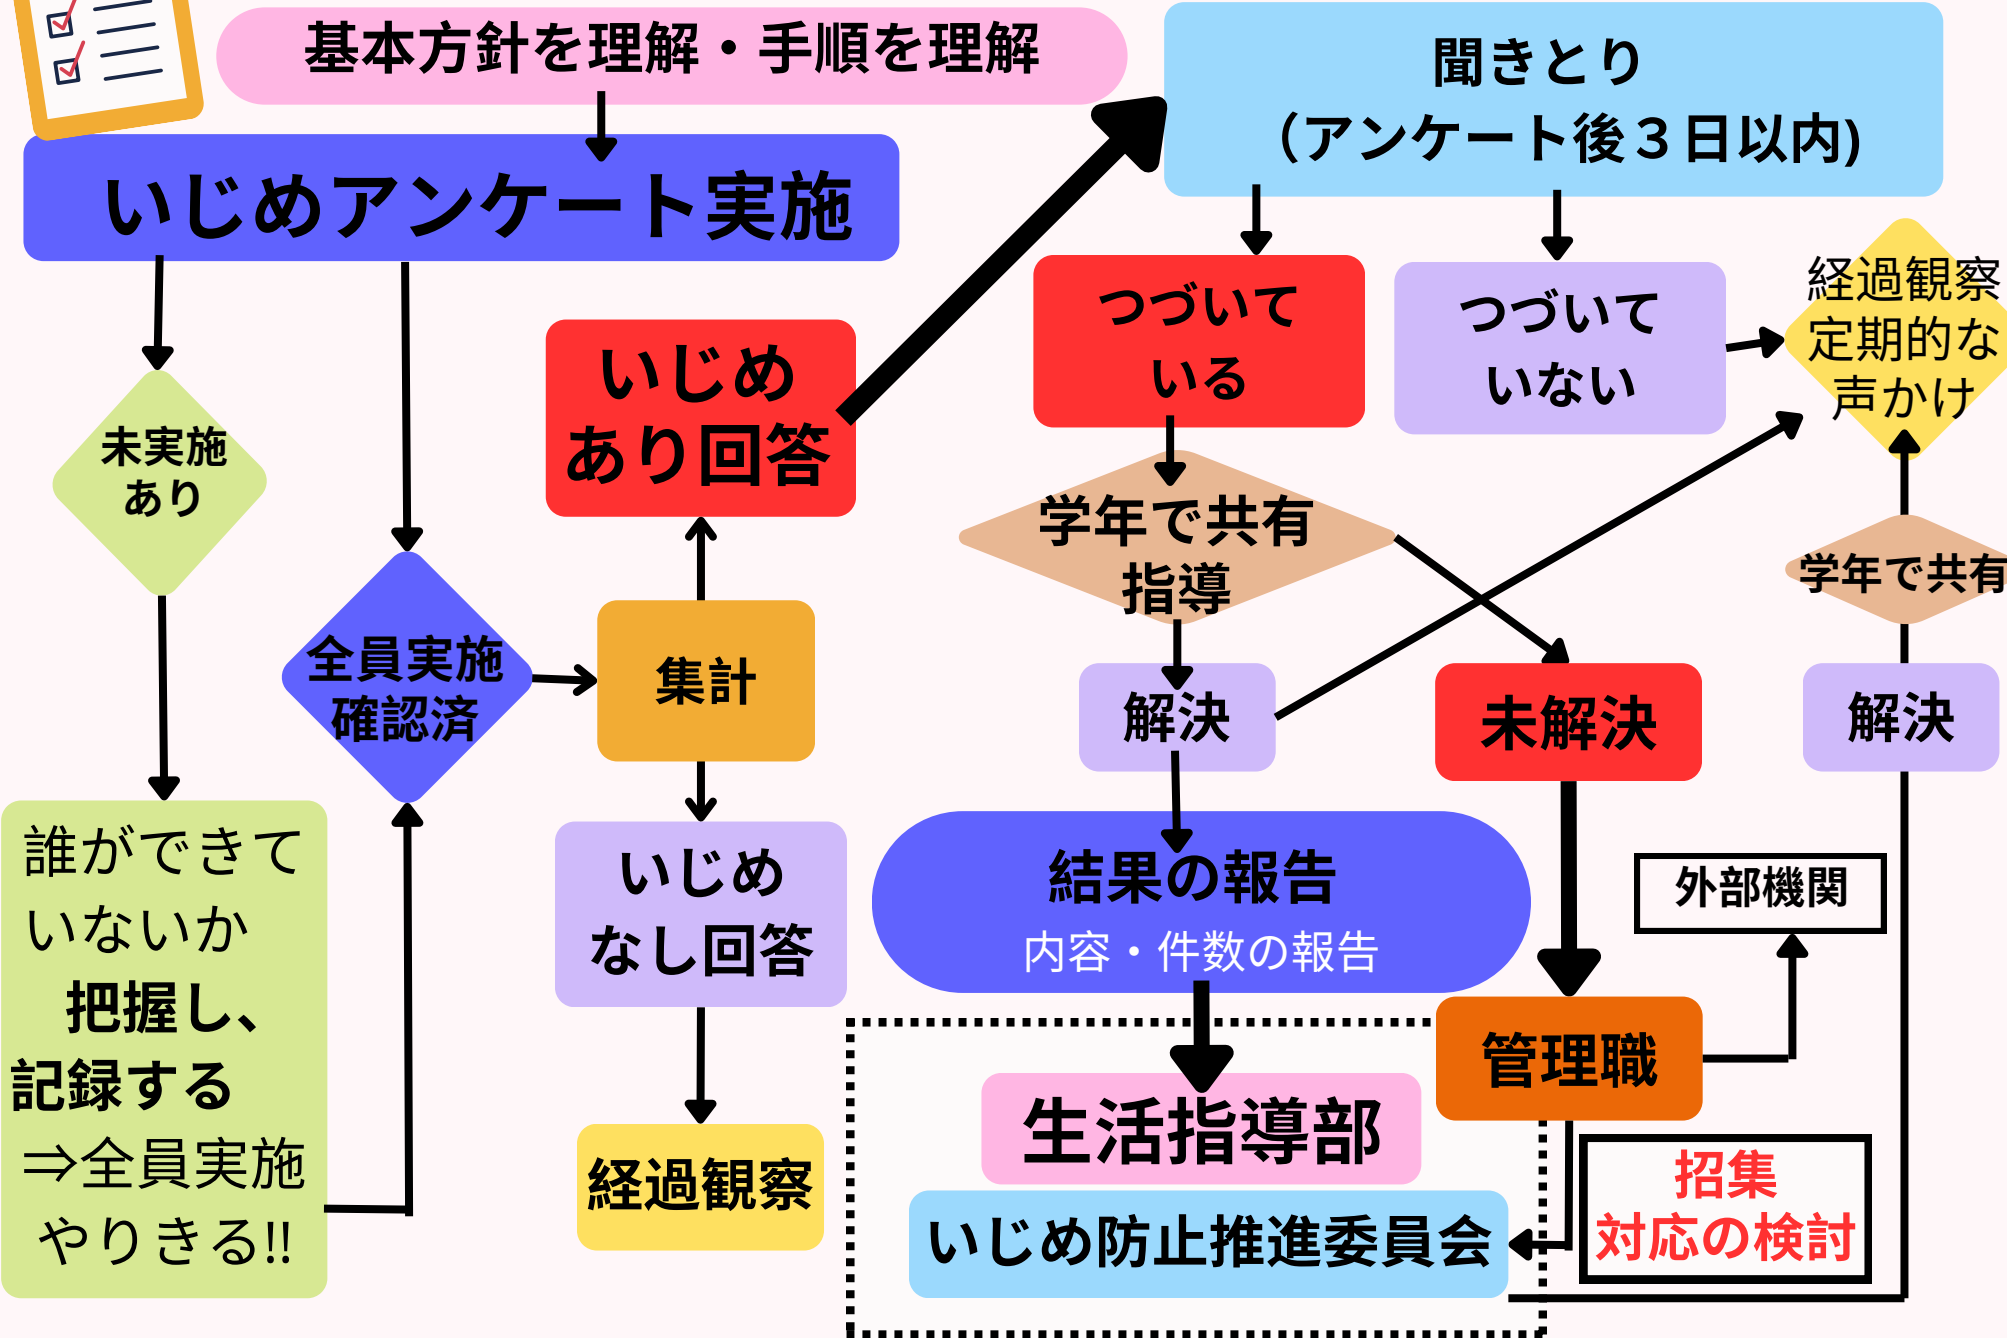 基本方針を理解・手順を理解
いじめアンケート実施
未実施
あり
誰ができて
いないか
把握し、
記録する
⇒全員実施
やりきる!!
全員実施
確認済
集計
いじめ
あり回答
いじめ
なし回答
経過観察
聞きとり
（アンケート後３日以内)
つづいて
いる
つづいて
いない
経過観察
定期的な
声かけ
学年で共有
指導
学年で共有
解決
未解決
解決
結果の報告
内容・件数の報告
外部機関
管理職
生活指導部
いじめ防止推進委員会
招集
対応の検討